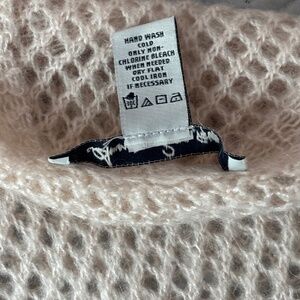 HAND WASH
COLD
ONLY NON-
CHLORINE BLEACH
WHEN NEEDED
DRY FLAT
COOL IRON
IF NECESSARY